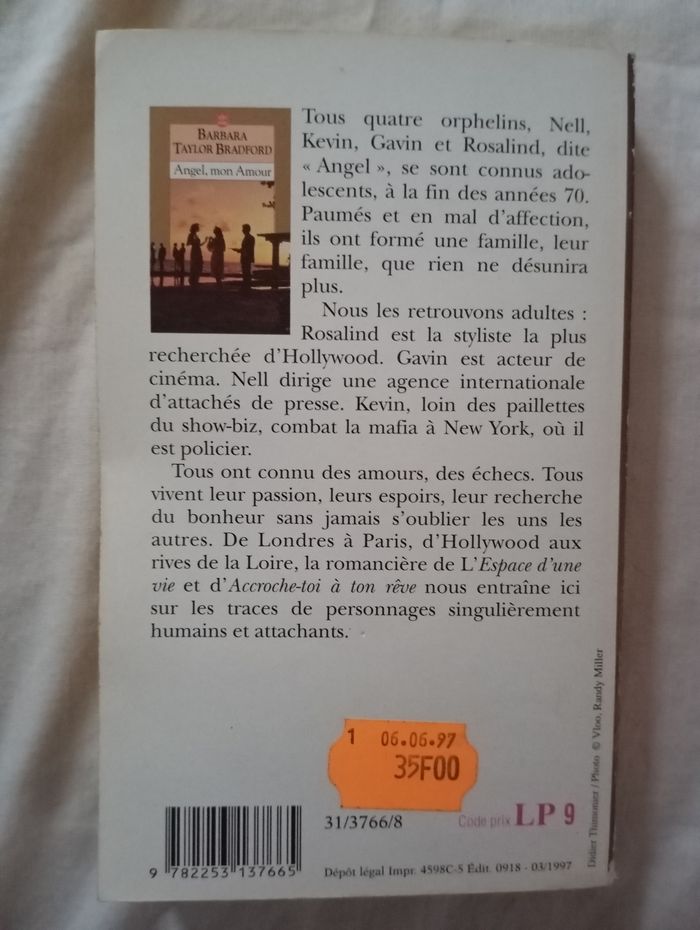 BARBARA
TAYLOR BRADFORD
Angel, mon Amour
Tous quatre orphelins, Nell,
Kevin, Gavin et Rosalind, dite
« Angel », se sont connus ado-
lescents, à la fin des années 70.
Paumés et en mal d'affection,
ils ont formé une famille, leur
famille, que rien ne désunira
plus.
Nous les retrouvons adultes :
Rosalind est la styliste la plus
recherchée d'Hollywood. Gavin est acteur de
cinéma. Nell dirige une agence internationale
d'attachés de presse. Kevin, loin des paillettes
du show-biz, combat la mafia à New York, où il
est policier.
Tous ont connu des amours, des échecs. Tous
vivent leur passion, leurs espoirs, leur recherche
du bonheur sans jamais s'oublier les uns les
autres. De Londres à Paris, d'Hollywood aux
rives de la Loire, la romancière de L'Espace d'une
vie et d'Accroche-toi à ton rêve nous entraîne ici
sur les traces de personnages singulièrement
humains et attachants.
1 06.06.97
35F00
31/3766/8
Code prix LP 9
9 782253 137665
Dépôt légal Impr. 4598C-5 Édit. 0918 - 03/1997
Didier Thimonier / Photo © Vloo, Randy Miller